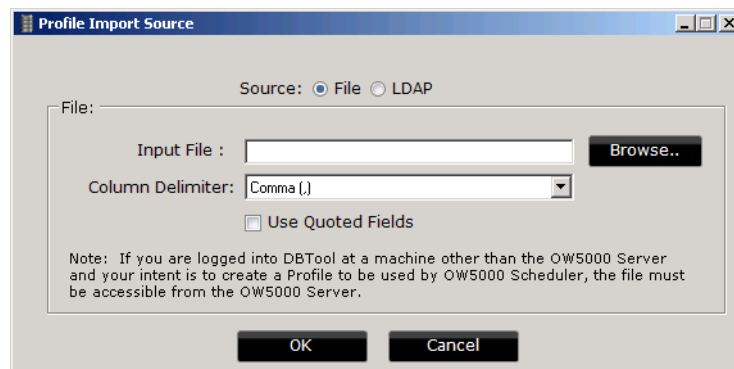 Profile Import Source
Source: File LDAP
File:
Input File :
Browse..
Column Delimiter: Comma (,)
Use Quoted Fields
Note: If you are logged into DBTool at a machine other than the OW5000 Server
and your intent is to create a Profile to be used by OW5000 Scheduler, the file must
be accessible from the OW5000 Server.
OK Cancel